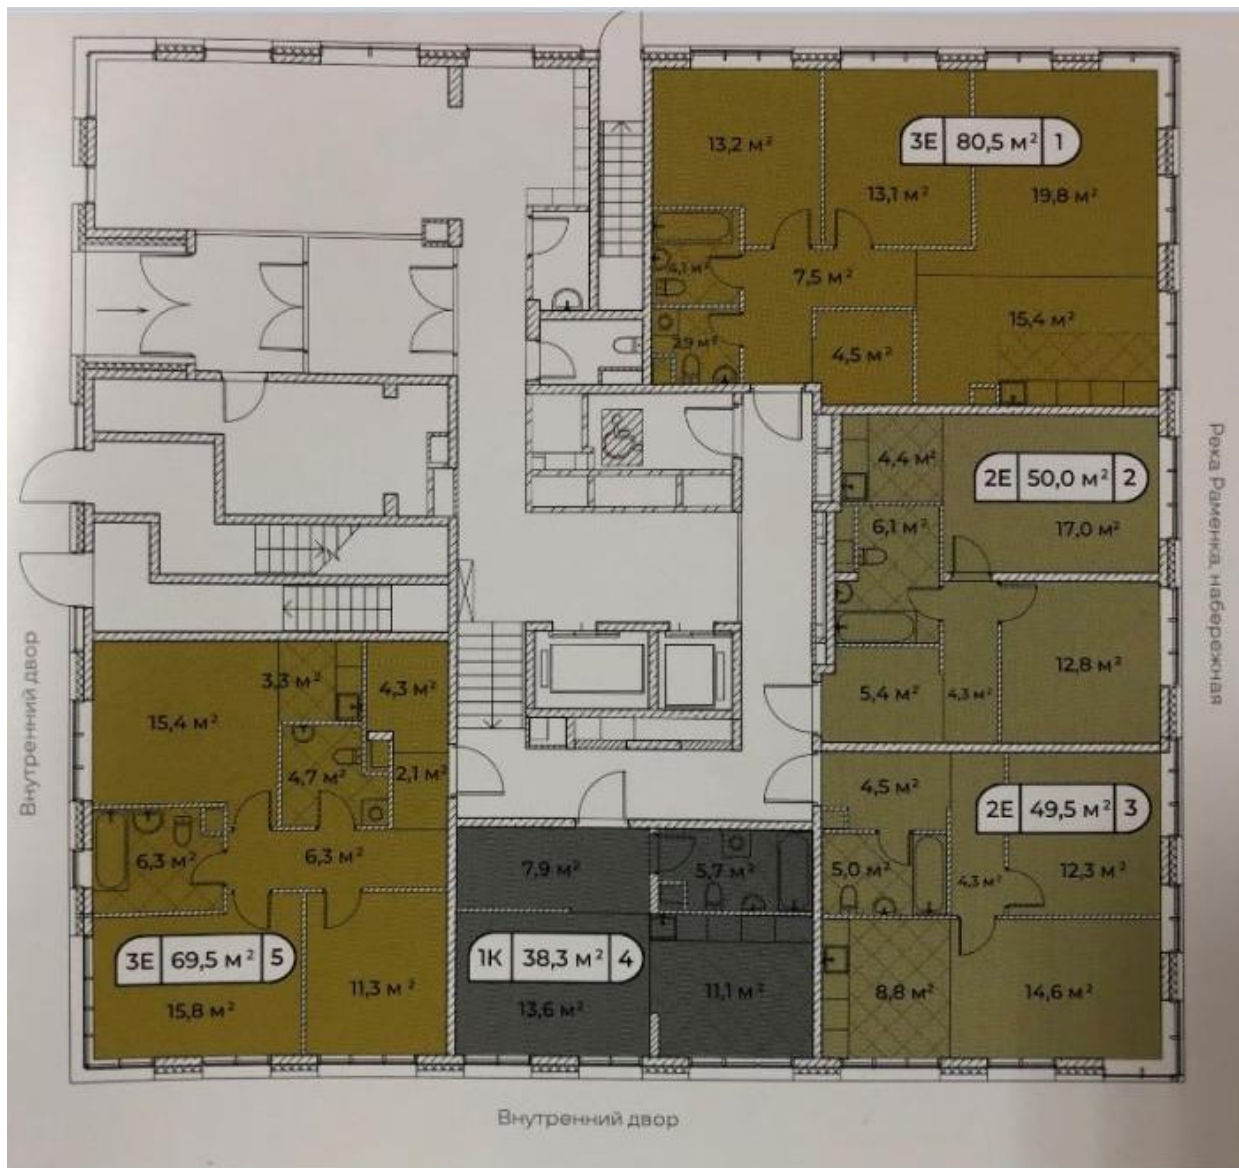 13,2 м²
13,1 м²
3Е 80,5 м² 1
19,8 м²
4,1 м²
7,5 м²
15,4 м²
2,9 м²
4,5 м²
4,4 м²
2Е 50,0 м² 2
6,1 м²
17,0 м²
12,8 м²
5,4 м²
4,3 м²
Река Раменка, набережная
3,3 м²
4,3 м²
15,4 м²
4,7 м²
2,1 м²
6,3 м²
6,3 м²
3Е 69,5 м² 5
15,8 м²
11,3 м²
Внутренний двор
4,5 м²
2Е 49,5 м² 3
5,0 м²
4,3 м²
12,3 м²
8,8 м²
14,6 м²
7,9 м²
5,7 м²
1К 38,3 м² 4
13,6 м²
11,1 м²
Внутренний двор